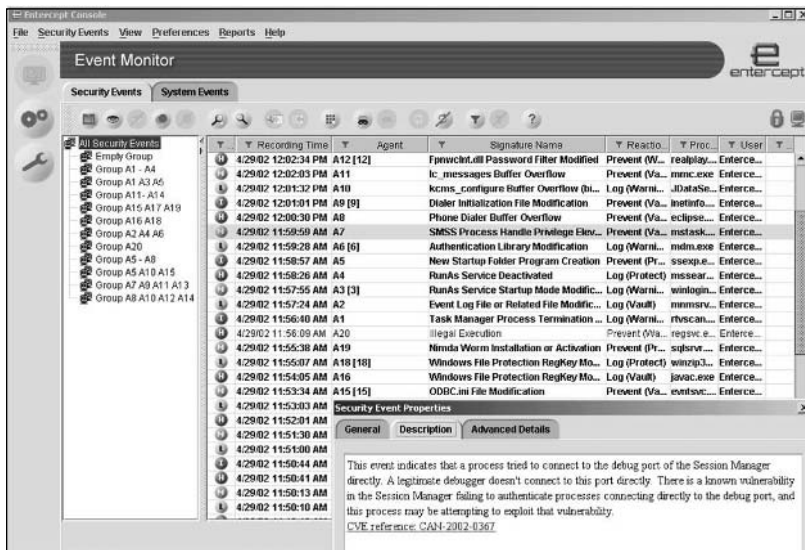 Entercept Console
File Security Events View Preferences Reports Help
Event Monitor
entercept
Security Events System Events
All Security Events
Empty Group
Group A1 - A4
Group A1 A3 A5
Group A11- A14
Group A15 A17 A19
Group A16 A18
Group A2 A4 A6
Group A20
Group A5 - A8
Group A5 A10 A15
Group A7 A9 A11 A13
Group A8 A10 A12 A14
T... Recording Time Agent Signature Name Reactio... Proc... User T...
4/29/02 12:02:34 PM A12 [12] Fpnwclnt.dll Password Filter Modified Prevent (W... realplay.... Enterce...
4/29/02 12:02:03 PM A11 lc_messages Buffer Overflow Prevent (Va... mmc.exe Enterce...
4/29/02 12:01:32 PM A10 kcms_configure Buffer Overflow (bi... Log (Warni... JDataSe... Enterce...
4/29/02 12:01:01 PM A9 [9] Dialer Initialization File Modification Prevent (Va... inetinfo.... Enterce...
4/29/02 12:00:30 PM A8 Phone Dialer Buffer Overflow Prevent (Va... eclipse.... Enterce...
4/29/02 11:59:59 AM A7 SMSS Process Handle Privilege Elev... Prevent (Va... mstask.... Enterce...
4/29/02 11:59:28 AM A6 [6] Authentication Library Modification Log (Warni... mdm.exe Enterce...
4/29/02 11:58:57 AM A5 New Startup Folder Program Creation Prevent (Pr... ssexp.e... Enterce...
4/29/02 11:58:26 AM A4 RunAs Service Deactivated Log (Protect) mssear... Enterce...
4/29/02 11:57:55 AM A3 [3] RunAs Service Startup Mode Modific... Log (Warni... winlogin... Enterce...
4/29/02 11:57:24 AM A2 Event Log File or Related File Modific... Log (Vault) mnmsrv... Enterce...
4/29/02 11:56:40 AM A1 Task Manager Process Termination ... Log (Warni... rtvscan.... Enterce...
4/29/02 11:56:09 AM A20 Illegal Execution Prevent (Wa... regsvc.e... Enterce...
4/29/02 11:55:38 AM A19 Nimda Worm Installation or Activation Prevent (Pr... sqlsrvr.... Enterce...
4/29/02 11:55:07 AM A18 [18] Windows File Protection RegKey Mo... Log (Protect) winzip3... Enterce...
4/29/02 11:54:05 AM A16 Windows File Protection RegKey Mo... Log (Vault) javac.exe Enterce...
4/29/02 11:53:34 AM A15 [15] ODBC.ini File Modification Prevent (Va... evntsvc.... Enterce...
4/29/02 11:53:03 AM
4/29/02 11:52:01 AM
4/29/02 11:51:30 AM
4/29/02 11:51:00 AM
4/29/02 11:50:44 AM
4/29/02 11:50:41 AM
4/29/02 11:50:13 AM
4/29/02 11:50:10 AM
Security Event Properties
General Description Advanced Details
This event indicates that a process tried to connect to the debug port of the Session Manager
directly. A legitimate debugger doesn't connect to this port directly. There is a known vulnerability
in the Session Manager failing to authenticate processes connecting directly to the debug port, and
this process may be attempting to exploit that vulnerability.
CVE reference: CAN-2002-0367